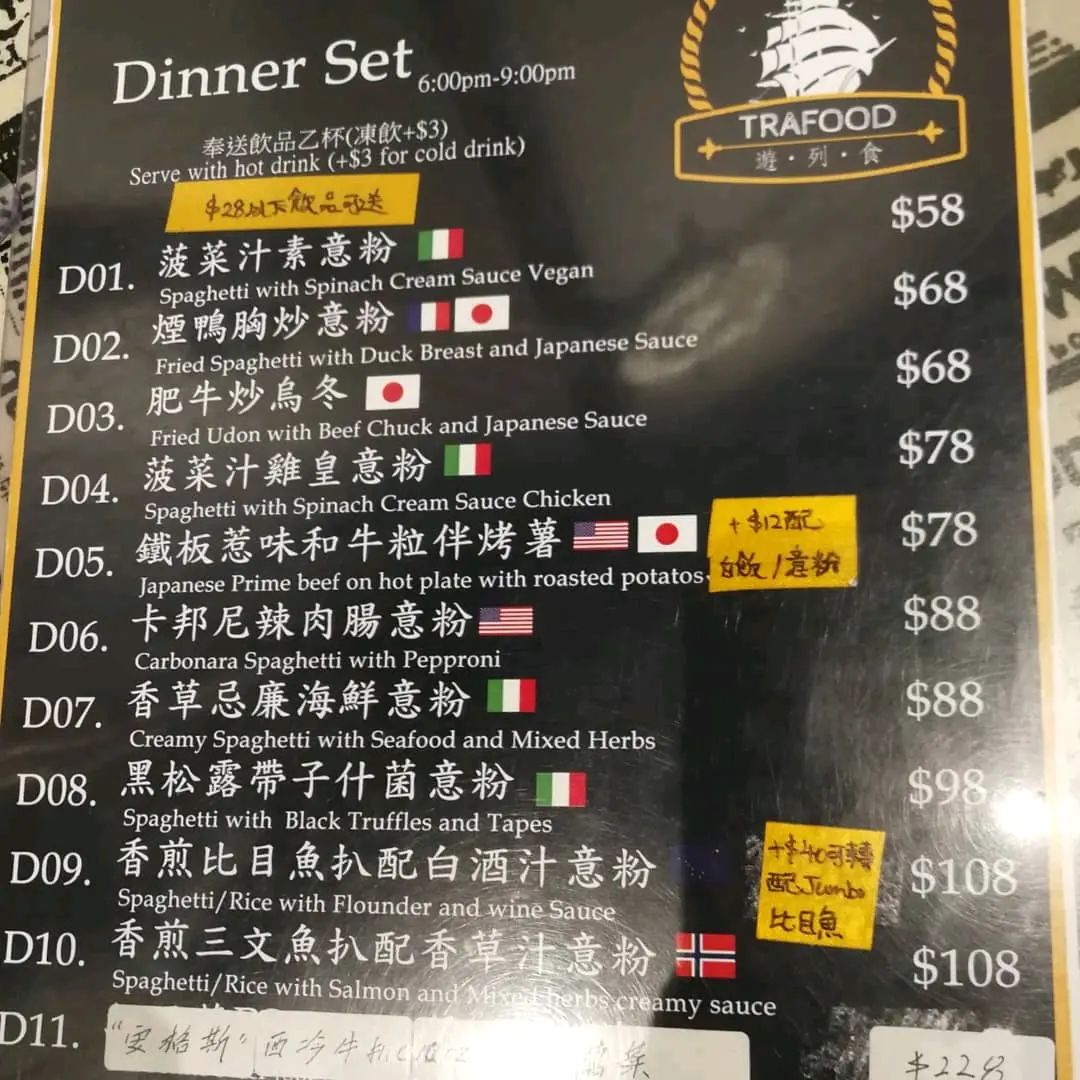 Dinner Set 6:00pm-9:00pm
TRAFOOD
遊·列·食
奉送飲品乙杯(凍飲+$3)
Serve with hot drink (+$3 for cold drink)
$28以下飲品可送
D01. 菠菜汁素意粉 $58
Spaghetti with Spinach Cream Sauce Vegan
D02. 煙鴨胸炒意粉 $68
Fried Spaghetti with Duck Breast and Japanese Sauce
D03. 肥牛炒烏冬 $68
Fried Udon with Beef Chuck and Japanese Sauce
D04. 菠菜汁雞皇意粉 $78
Spaghetti with Spinach Cream Sauce Chicken
D05. 鐵板惹味和牛粒伴烤薯 $78
Japanese Prime beef on hot plate with roasted potatos
+$12配
白飯/意粉
D06. 卡邦尼辣肉腸意粉 $88
Carbonara Spaghetti with Pepproni
D07. 香草忌廉海鮮意粉 $88
Creamy Spaghetti with Seafood and Mixed Herbs
D08. 黑松露帶子什菌意粉 $98
Spaghetti with Black Truffles and Tapes
D09. 香煎比目魚扒配白酒汁意粉 $108
Spaghetti/Rice with Flounder and wine Sauce
+$40可轉
配Jumbo
比目魚
D10. 香煎三文魚扒配香草汁意粉 $108
Spaghetti/Rice with Salmon and Mixed herbs creamy sauce
D11. "安格斯"西冷牛扒